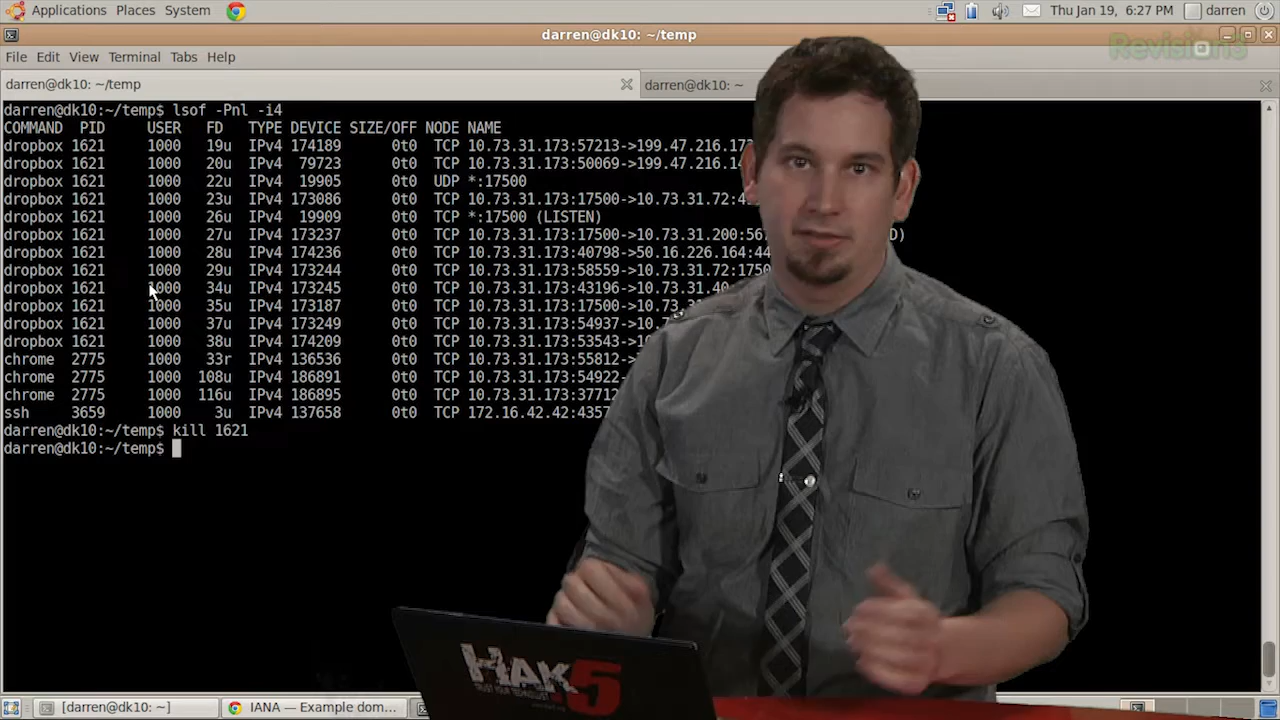 Applications Places System
Thu Jan 19, 6:27 PM darren
darren@dk10: ~/temp
File Edit View Terminal Tabs Help
Revision3
darren@dk10: ~/temp
darren@dk10: ~
darren@dk10:~/temp$ lsof -Pnl -i4
COMMAND PID USER FD TYPE DEVICE SIZE/OFF NODE NAME
dropbox 1621 1000 19u IPv4 174189 0t0 TCP 10.73.31.173:57213->199.47.216.17
dropbox 1621 1000 20u IPv4 79723 0t0 TCP 10.73.31.173:50069->199.47.216.14
dropbox 1621 1000 22u IPv4 19905 0t0 UDP *:17500
dropbox 1621 1000 23u IPv4 173086 0t0 TCP 10.73.31.173:17500->10.73.31.72:4
dropbox 1621 1000 26u IPv4 19909 0t0 TCP *:17500 (LISTEN)
dropbox 1621 1000 27u IPv4 173237 0t0 TCP 10.73.31.173:17500->10.73.31.200:567 D)
dropbox 1621 1000 28u IPv4 174236 0t0 TCP 10.73.31.173:40798->50.16.226.164:44
dropbox 1621 1000 29u IPv4 173244 0t0 TCP 10.73.31.173:58559->10.73.31.72:1750
dropbox 1621 1000 34u IPv4 173245 0t0 TCP 10.73.31.173:43196->10.73.31.40
dropbox 1621 1000 35u IPv4 173187 0t0 TCP 10.73.31.173:17500->10.73.31
dropbox 1621 1000 37u IPv4 173249 0t0 TCP 10.73.31.173:54937->10.
dropbox 1621 1000 38u IPv4 174209 0t0 TCP 10.73.31.173:53543->10
chrome 2775 1000 33r IPv4 136536 0t0 TCP 10.73.31.173:55812->
chrome 2775 1000 108u IPv4 186891 0t0 TCP 10.73.31.173:54922
chrome 2775 1000 116u IPv4 186895 0t0 TCP 10.73.31.173:37712
ssh 3659 1000 3u IPv4 137658 0t0 TCP 172.16.42.42:4357
darren@dk10:~/temp$ kill 1621
darren@dk10:~/temp$
HAK5
[darren@dk10: ~]
IANA — Example dom...